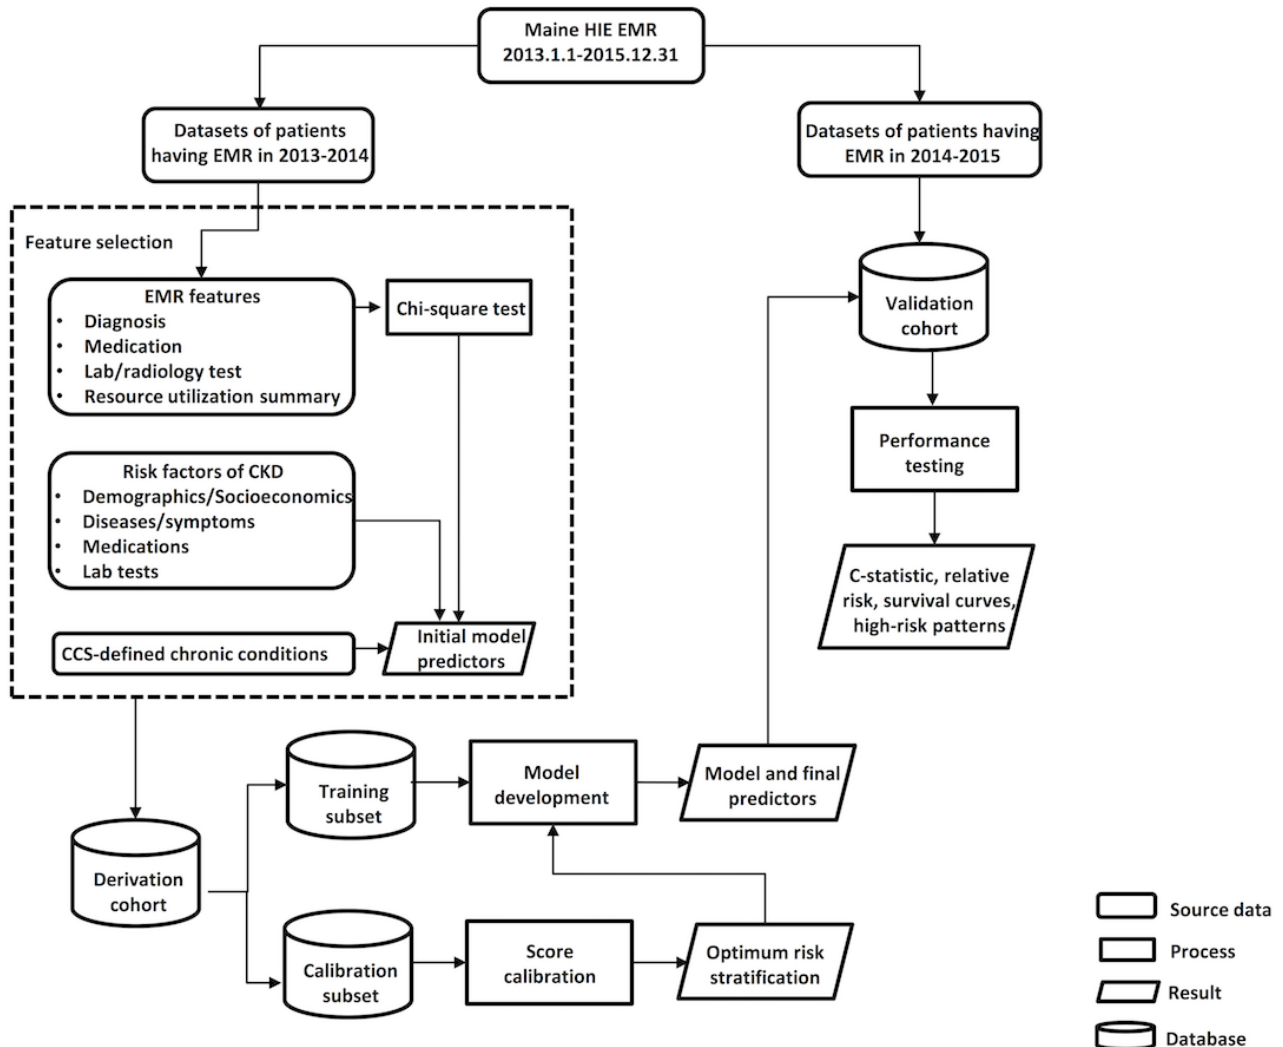 Maine HIE EMR
2013.1.1-2015.12.31
Datasets of patients
having EMR in 2013-2014
Datasets of patients having
EMR in 2014-2015
Feature selection
EMR features
• Diagnosis
• Medication
• Lab/radiology test
• Resource utilization summary
Chi-square test
Risk factors of CKD
• Demographics/Socioeconomics
• Diseases/symptoms
• Medications
• Lab tests
CCS-defined chronic conditions
Initial model
predictors
Validation
cohort
Performance
testing
C-statistic, relative
risk, survival curves,
high-risk patterns
Derivation
cohort
Training
subset
Model
development
Model and final
predictors
Calibration
subset
Score
calibration
Optimum risk
stratification
Source data
Process
Result
Database